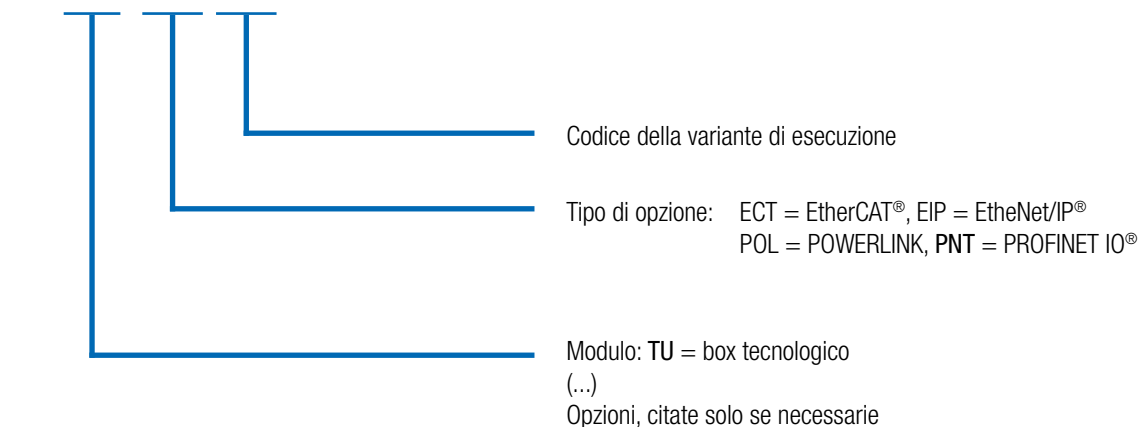 Codice della variante di esecuzione
Tipo di opzione: ECT = EtherCAT®, EIP = EtheNet/IP®
POL = POWERLINK, PNT = PROFINET IO®
Modulo: TU = box tecnologico
(...)
Opzioni, citate solo se necessarie